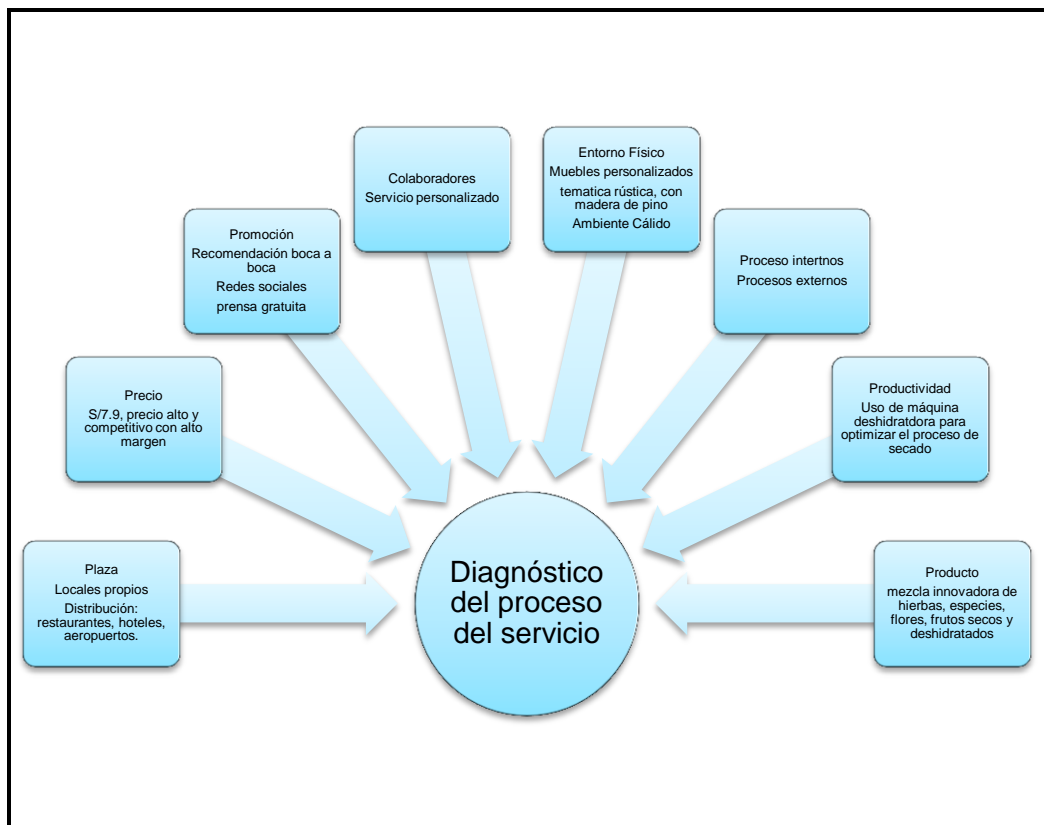 Entorno Físico
Muebles personalizados
tematica rústica, con
madera de pino
Ambiente Cálido
Colaboradores
Servicio personalizado
Promoción
Recomendación boca a
boca
Redes sociales
prensa gratuita
Proceso intertnos
Procesos externos
Precio
S/7.9, precio alto y
competitivo con alto
margen
Productividad
Uso de máquina
deshidratdora para
optimizar el proceso de
secado
Plaza
Locales propios
Distribución:
restaurantes, hoteles,
aeropuertos.
Diagnóstico
del proceso
del servicio
Producto
mezcla innovadora de
hierbas, especies,
flores, frutos secos y
deshidratados